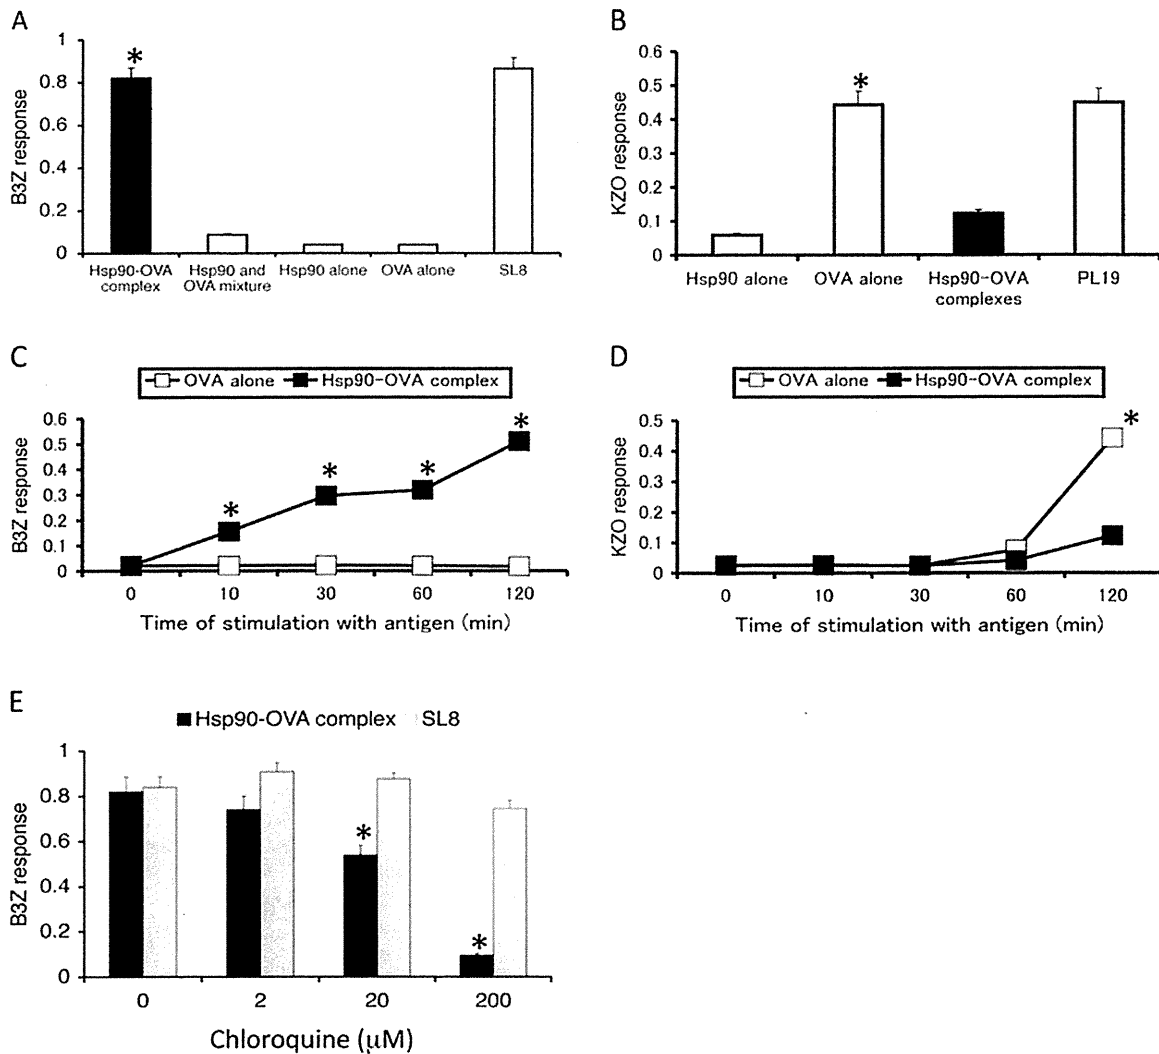 A
B
1
0.8
0.6
0.4
0.2
0
B3Z response
*
Hsp90-OVA complex
Hsp90 and OVA mixture
Hsp90 alone
OVA alone
SL8
0.6
0.5
0.4
0.3
0.2
0.1
0
KZO response
*
Hsp90 alone
OVA alone
Hsp90-OVA complexes
PL19
C
OVA alone Hsp90-OVA complex
0.6
0.5
0.4
0.3
0.2
0.1
0
B3Z response
* * * *
0 10 30 60 120
Time of stimulation with antigen (min)
D
OVA alone Hsp90-OVA complex
0.5
0.4
0.3
0.2
0.1
0
KZO response
*
0 10 30 60 120
Time of stimulation with antigen (min)
E
Hsp90-OVA complex SL8
1
0.8
0.6
0.4
0.2
0
B3Z response
* *
0 2 20 200
Chloroquine (μM)